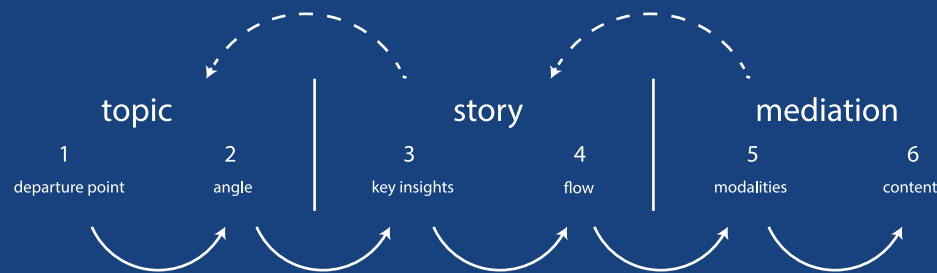 topic
story
mediation
1
2
3
4
5
6
departure point
angle
key insights
flow
modalities
content